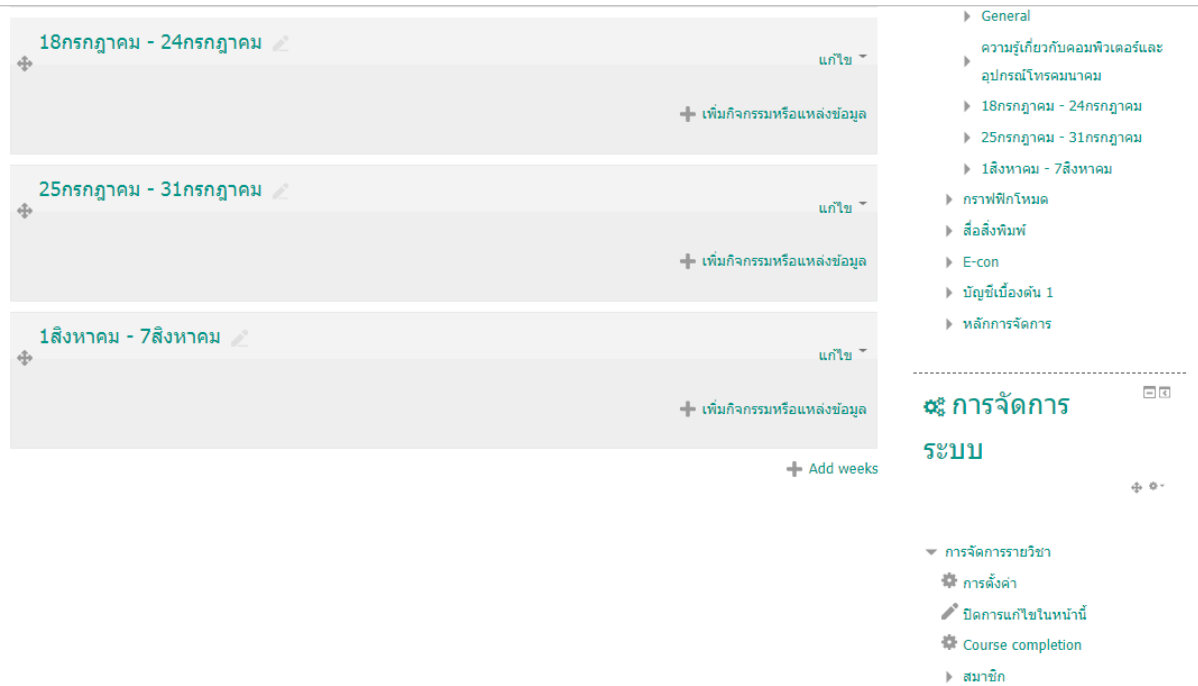 18กรกฎาคม - 24กรกฎาคม
แก้ไข
เพิ่มกิจกรรมหรือแหล่งข้อมูล
25กรกฎาคม - 31กรกฎาคม
แก้ไข
เพิ่มกิจกรรมหรือแหล่งข้อมูล
1สิงหาคม - 7สิงหาคม
แก้ไข
เพิ่มกิจกรรมหรือแหล่งข้อมูล
Add weeks
General
ความรู้เกี่ยวกับคอมพิวเตอร์และ
อุปกรณ์โทรคมนาคม
18กรกฎาคม - 24กรกฎาคม
25กรกฎาคม - 31กรกฎาคม
1สิงหาคม - 7สิงหาคม
กราฟฟิกโหมด
สื่อสิ่งพิมพ์
E-con
บัญชีเบื้องต้น 1
หลักการจัดการ
การจัดการ
ระบบ
การจัดการรายวิชา
การตั้งค่า
ปิดการแก้ไขในหน้านี้
Course completion
สมาชิก